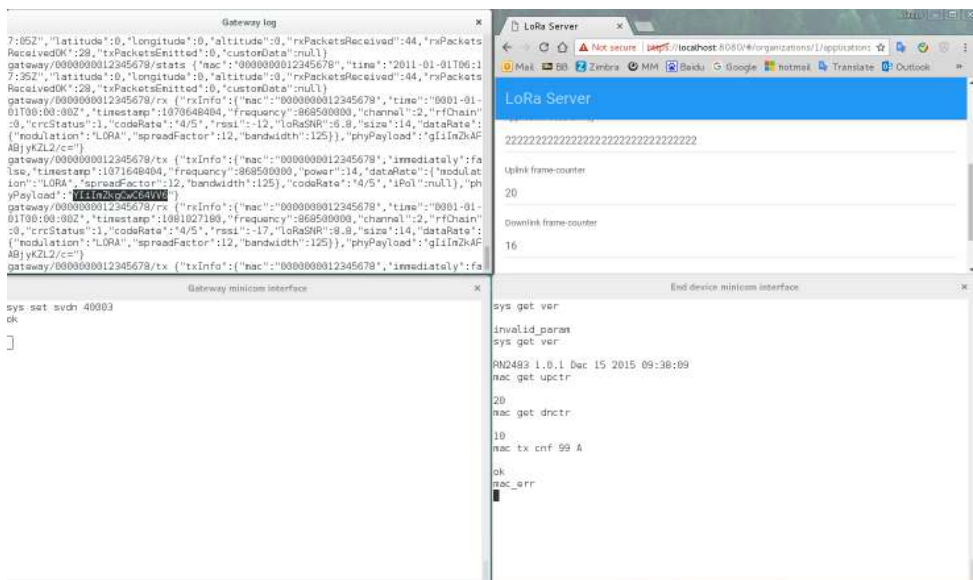 Gateway log
7:05Z","latitude":0,"longitude":0,"altitude":0,"rxPacketsReceived":44,"rxPackets
ReceivedOK":28,"txPacketsEmitted":0,"customData":null}
gateway/0000000012345678/stats {"mac":"0000000012345678","time":"2011-01-01T06:1
7:35Z","latitude":0,"longitude":0,"altitude":0,"rxPacketsReceived":44,"rxPackets
ReceivedOK":28,"txPacketsEmitted":0,"customData":null}
gateway/0000000012345678/rx {"rxInfo":{"mac":"0000000012345678","time":"0001-01-
01T00:00:00Z","timestamp":1070648404,"frequency":868500000,"channel":2,"rfChain"
:0,"crcStatus":1,"codeRate":"4/5","rssi":-12,"loRaSNR":6.8,"size":14,"dataRate":
{"modulation":"LORA","spreadFactor":12,"bandwidth":125}},"phyPayload":"gIiImZkAF
ABjyKZL2/c="}
gateway/0000000012345678/tx {"txInfo":{"mac":"0000000012345678","immediately":fa
lse,"timestamp":1071648404,"frequency":868500000,"power":14,"dataRate":{"modulat
ion":"LORA","spreadFactor":12,"bandwidth":125},"codeRate":"4/5","iPol":null},"ph
yPayload":"YIiImZkgCwC64VV6"}
gateway/0000000012345678/rx {"rxInfo":{"mac":"0000000012345678","time":"0001-01-
01T00:00:00Z","timestamp":1081027180,"frequency":868500000,"channel":2,"rfChain"
:0,"crcStatus":1,"codeRate":"4/5","rssi":-17,"loRaSNR":8.8,"size":14,"dataRate":
{"modulation":"LORA","spreadFactor":12,"bandwidth":125}},"phyPayload":"gIiImZkAF
ABjyKZL2/c="}
gateway/0000000012345678/tx {"txInfo":{"mac":"0000000012345678","immediately":fa
LoRa Server
Not secure | https://localhost:8080/#/organizations/1/applications
Mail BB Zimbra MM Baidu Google hotmail Translate Outlook
LoRa Server
22222222222222222222222222222222
Uplink frame-counter
20
Downlink frame-counter
16
Gateway minicom interface
sys set svdn 40003
ok
End device minicom interface
sys get ver
invalid_param
sys get ver
RN2483 1.0.1 Dec 15 2015 09:38:09
mac get upctr
20
mac get dnctr
10
mac tx cnf 99 A
ok
mac_err